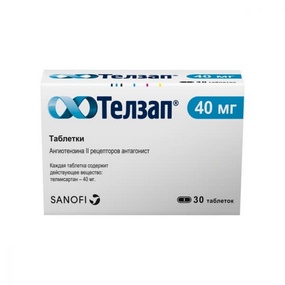 Телзап® 40 мг
Таблетки
Ангиотензина II рецепторов антагонист
Каждая таблетка содержит
действующее вещество:
телмисартан – 40 мг.
SANOFI
30 таблеток